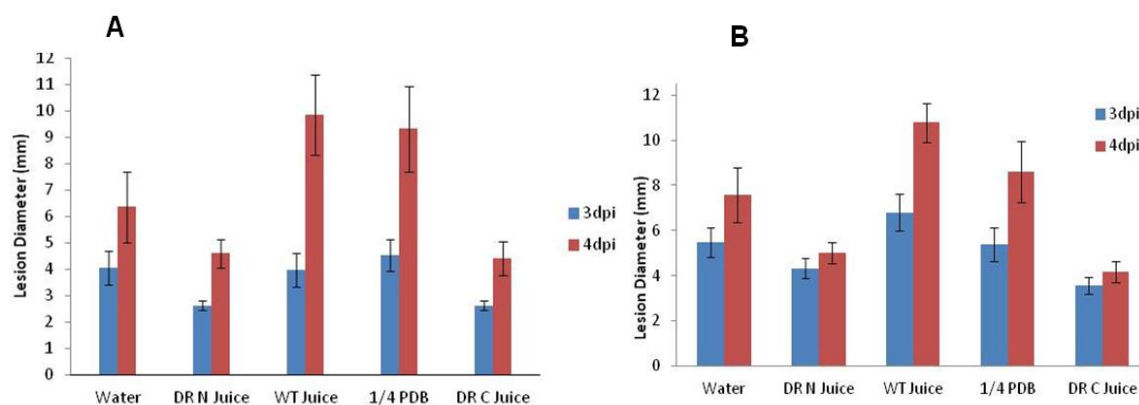 A
12
11
10
9
8
7
6
5
4
3
2
1
0
Lesion Diameter (mm)
Water
DR N Juice
WT Juice
1/4 PDB
DR C Juice
3dpi
4dpi
B
12
10
8
6
4
2
0
Lesion Diameter (mm)
Water
DR N Juice
WT Juice
1/4 PDB
DR C Juice
3dpi
4dpi